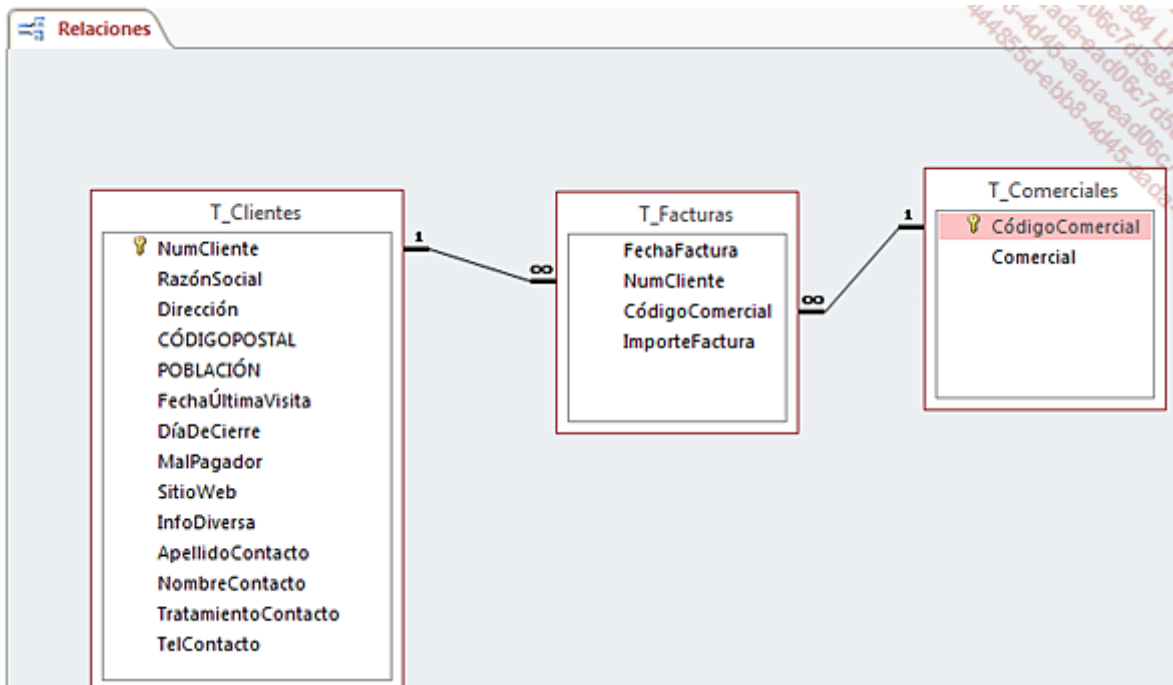 Relaciones
T_Clientes
NumCliente
RazónSocial
Dirección
CÓDIGOPOSTAL
POBLACIÓN
FechaÚltimaVisita
DíaDeCierre
MalPagador
SitioWeb
InfoDiversa
ApellidoContacto
NombreContacto
TratamientoContacto
TelContacto
1
∞
T_Facturas
FechaFactura
NumCliente
CódigoComercial
ImporteFactura
∞
1
T_Comerciales
CódigoComercial
Comercial